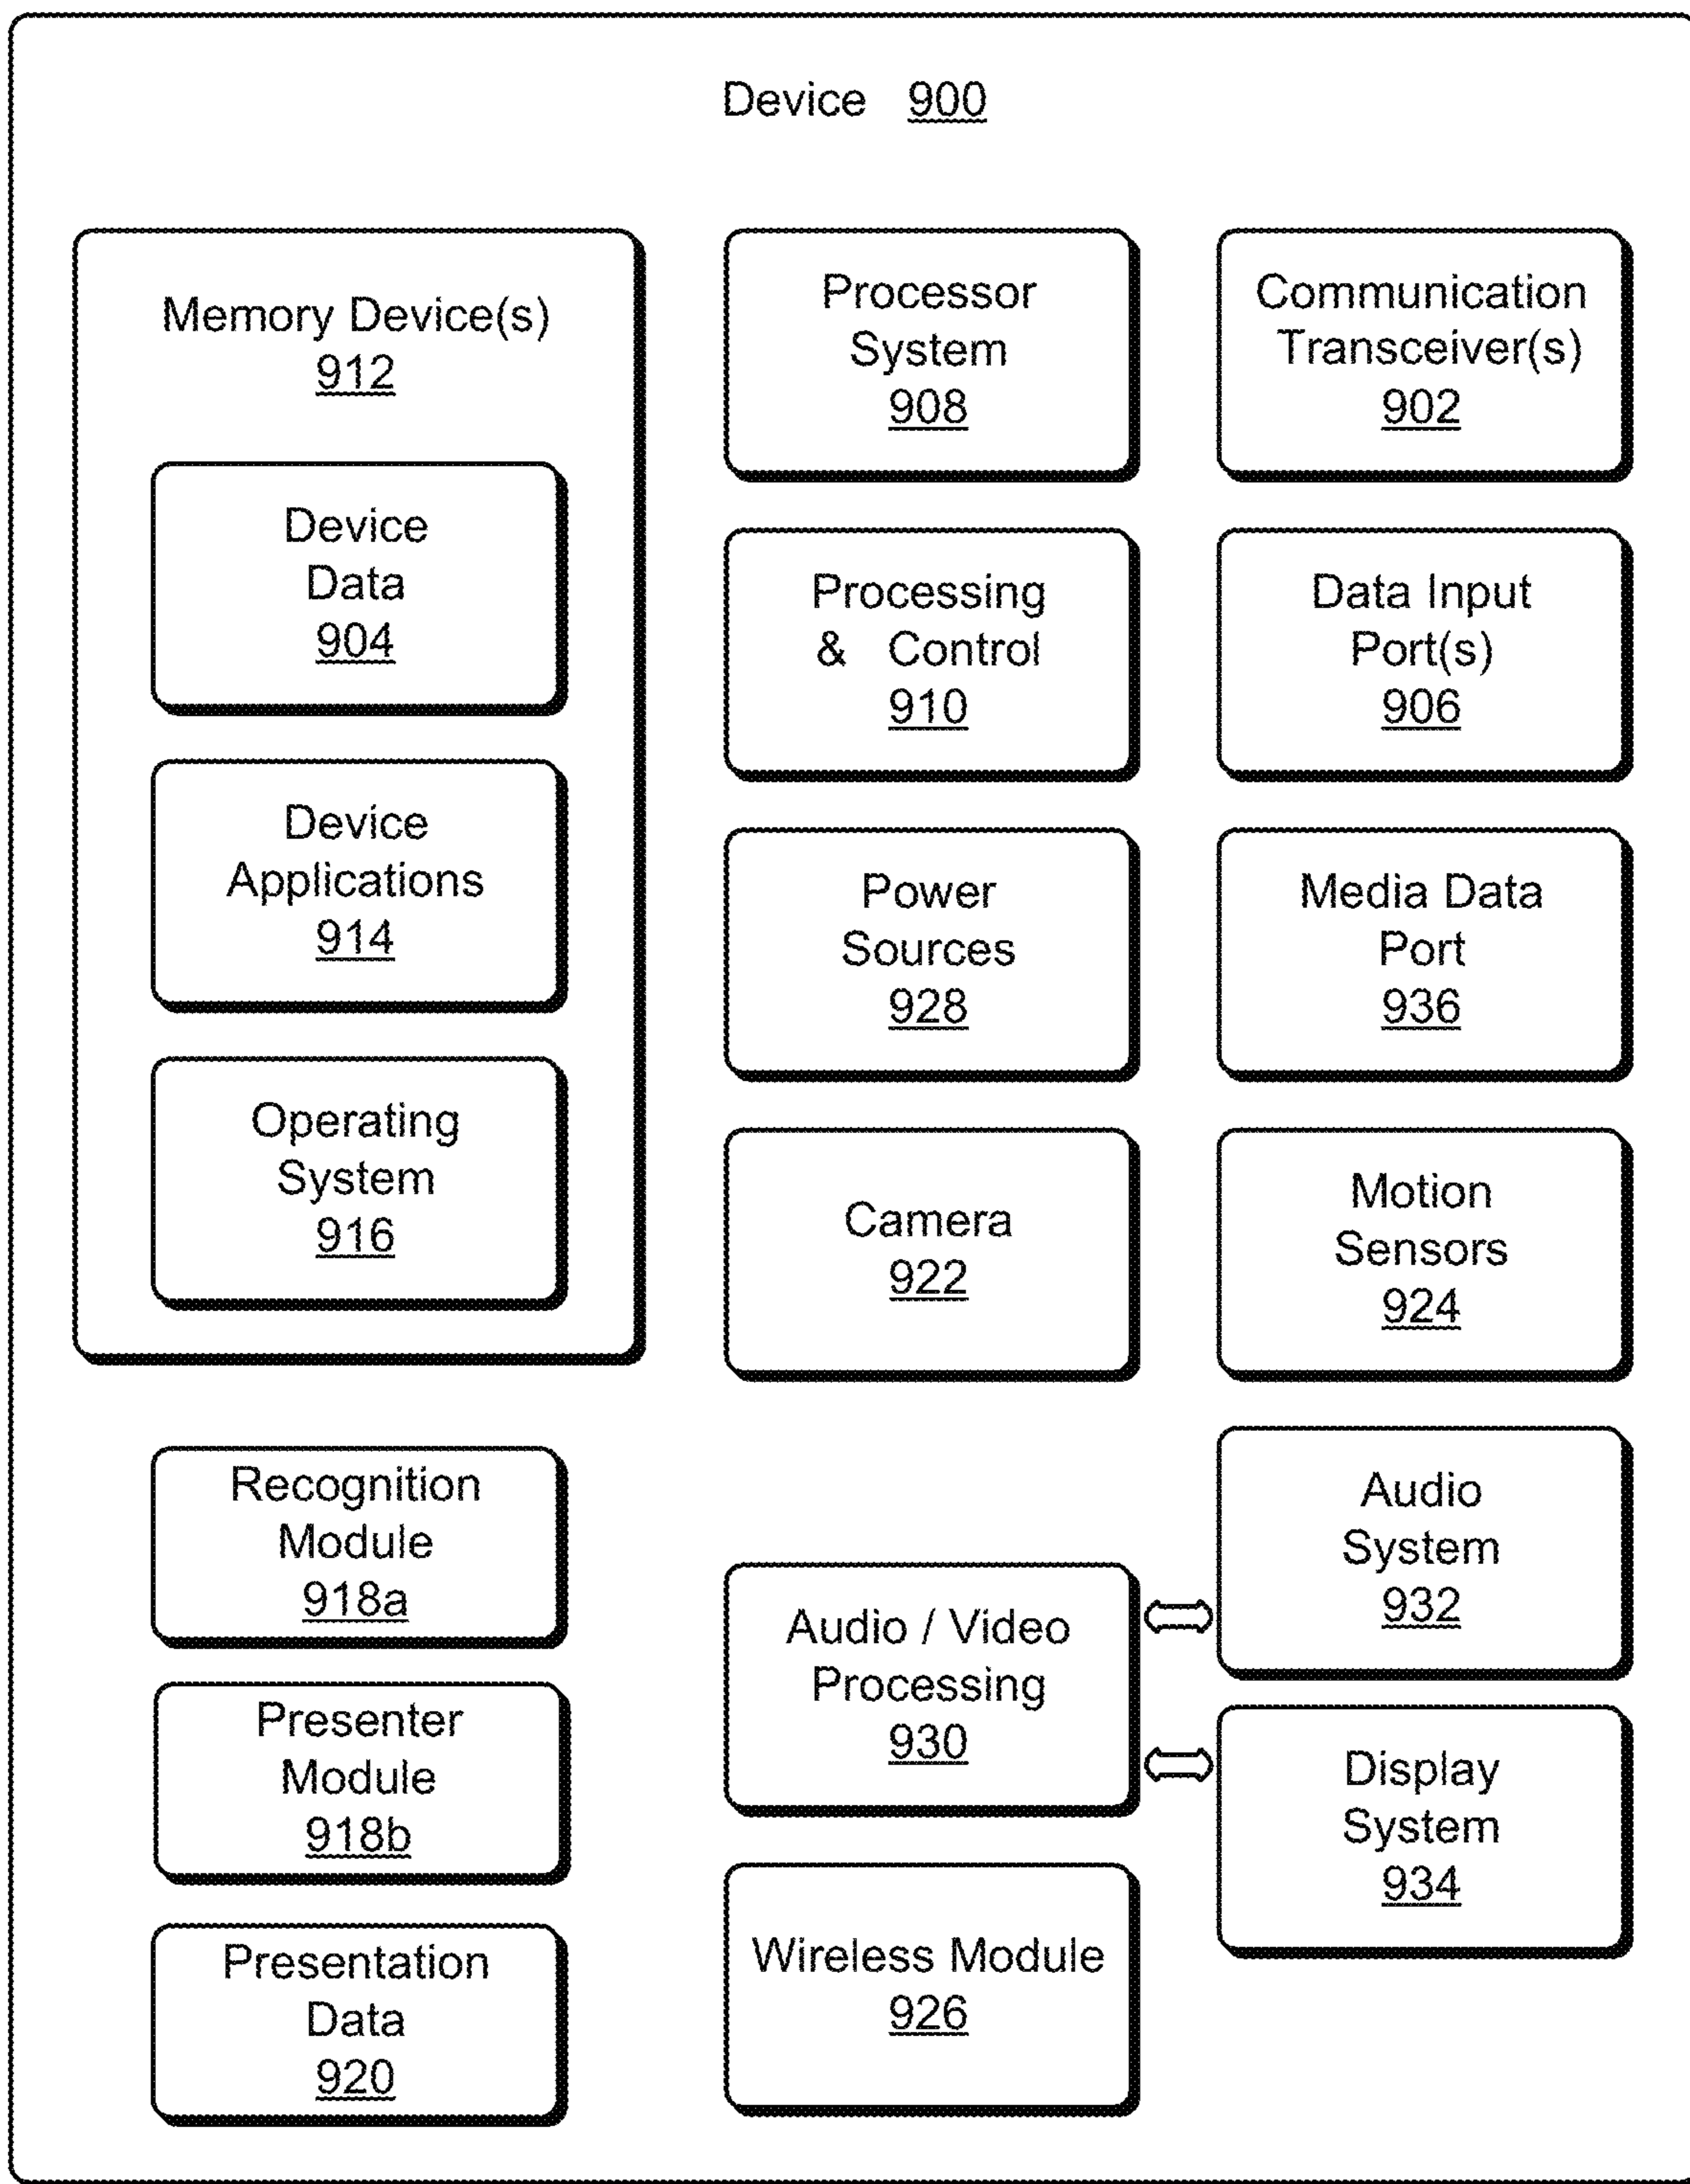 Device 900
Memory Device(s)
912
Device
Data
904
Device
Applications
914
Operating
System
916
Recognition
Module
918a
Presenter
Module
918b
Presentation
Data
920
Processor
System
908
Processing
& Control
910
Power
Sources
928
Camera
922
Audio / Video
Processing
930
Wireless Module
926
Communication
Transceiver(s)
902
Data Input
Port(s)
906
Media Data
Port
936
Motion
Sensors
924
Audio
System
932
Display
System
934